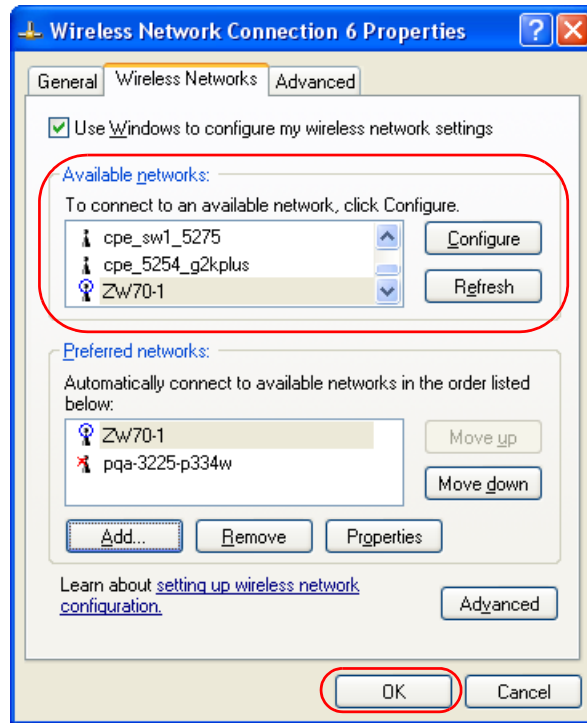 Wireless Network Connection 6 Properties
General Wireless Networks Advanced
Use Windows to configure my wireless network settings
Available networks:
To connect to an available network, click Configure.
cpe_sw1_5275
Configure
cpe_5254_g2kplus
ZW70-1
Refresh
Preferred networks:
Automatically connect to available networks in the order listed
below:
ZW70-1
Move up
pqa-3225-p334w
Move down
Add... Remove Properties
Learn about setting up wireless network
configuration.
Advanced
OK Cancel